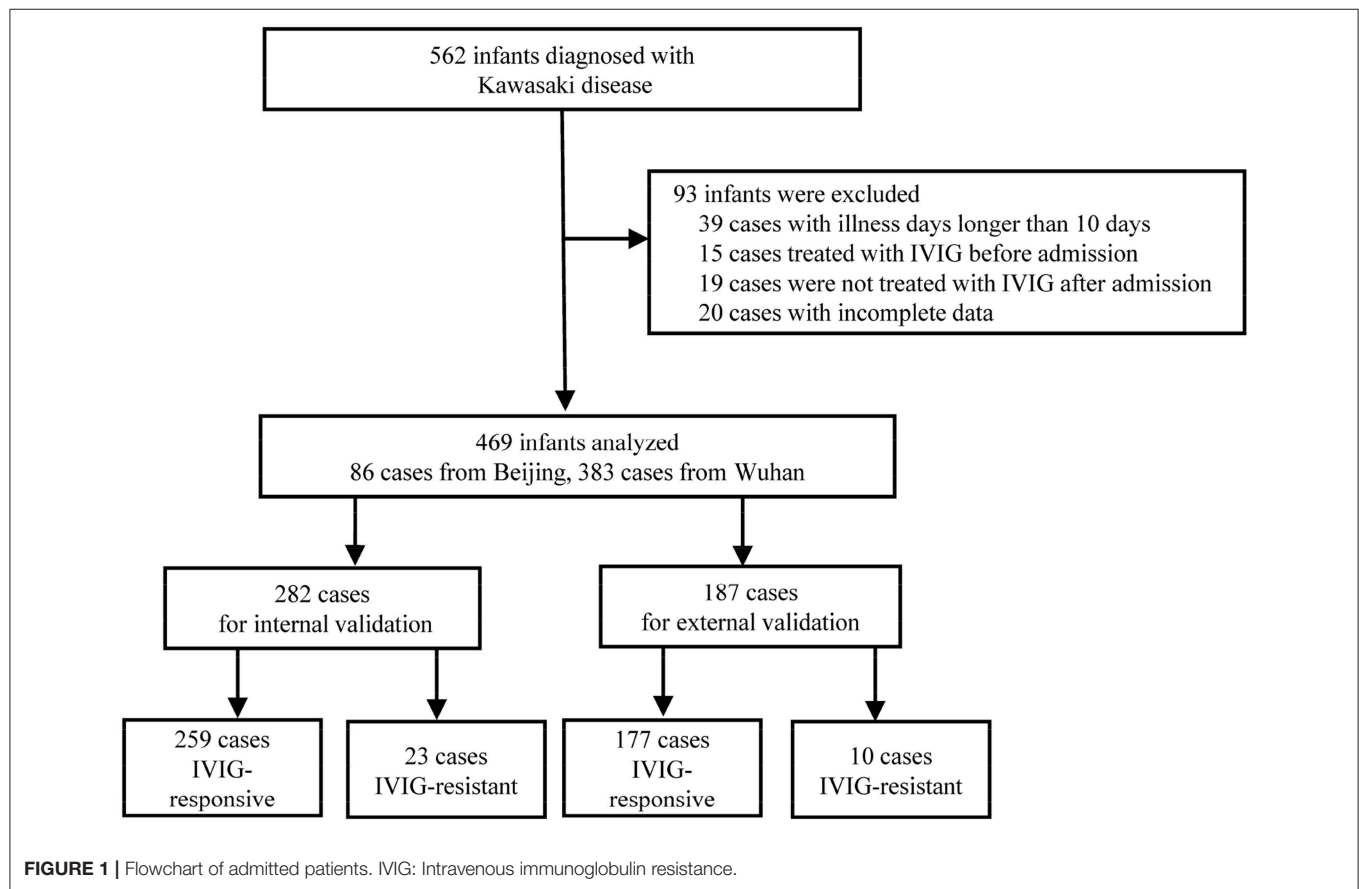 562 infants diagnosed with
Kawasaki disease
93 infants were excluded
39 cases with illness days longer than 10 days
15 cases treated with IVIG before admission
19 cases were not treated with IVIG after admission
20 cases with incomplete data
469 infants analyzed
86 cases from Beijing, 383 cases from Wuhan
282 cases
for internal validation
187 cases
for external validation
259 cases
IVIG-
responsive
23 cases
IVIG-resistant
177 cases
IVIG-
responsive
10 cases
IVIG-resistant
FIGURE 1 | Flowchart of admitted patients. IVIG: Intravenous immunoglobulin resistance.